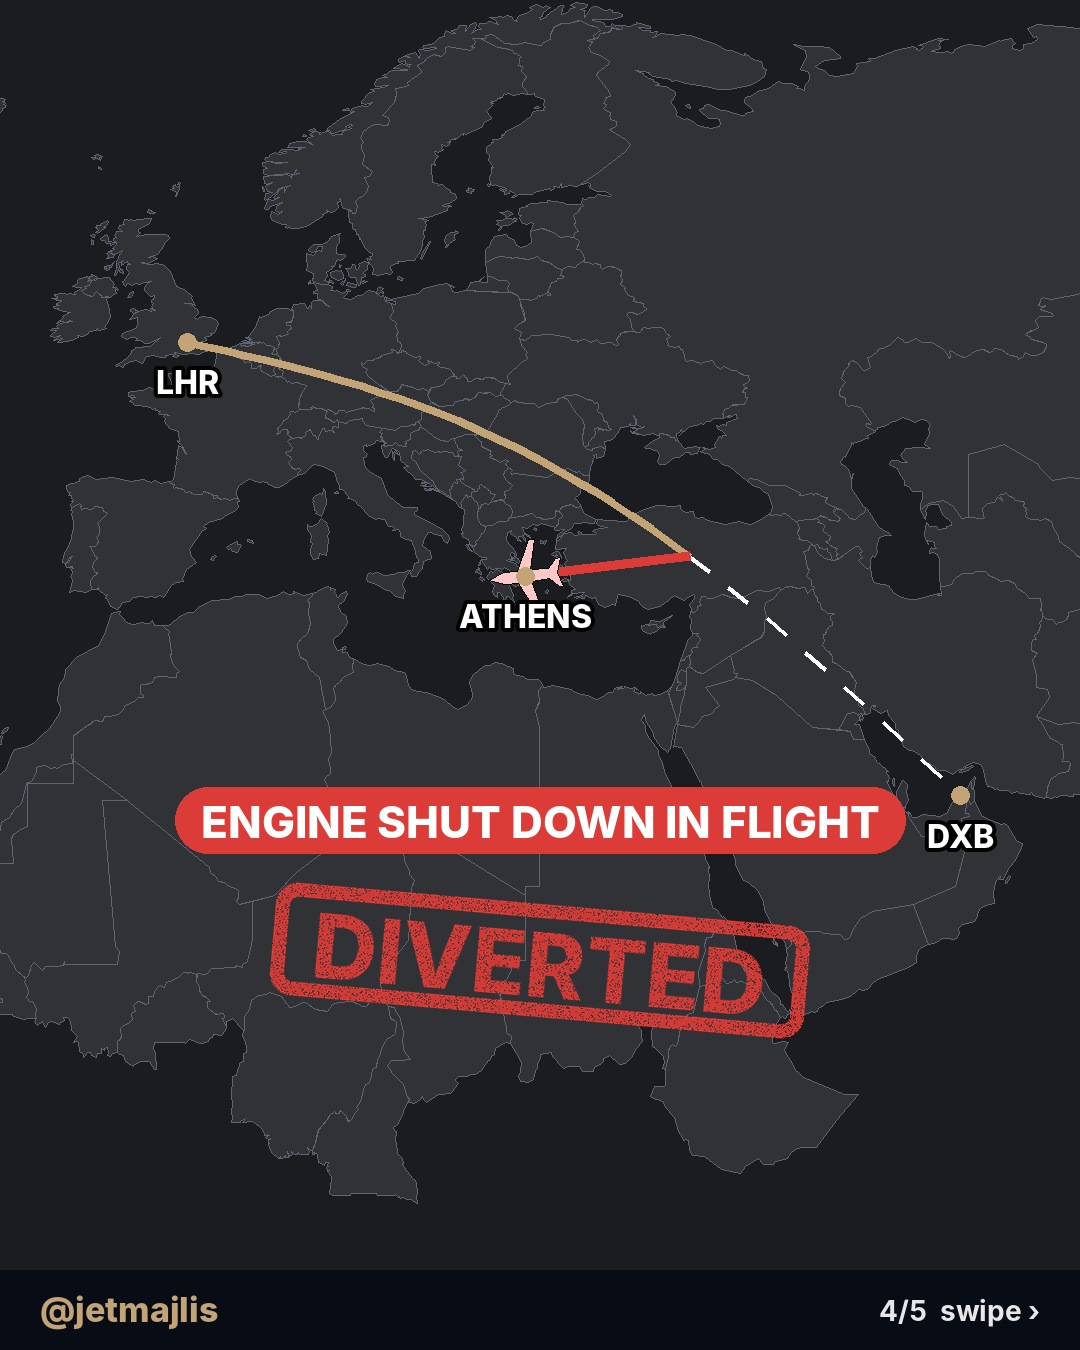 LHR
ATHENS
ENGINE SHUT DOWN IN FLIGHT
DXB
DIVERTED
@jetmajlis
4/5 swipe ›